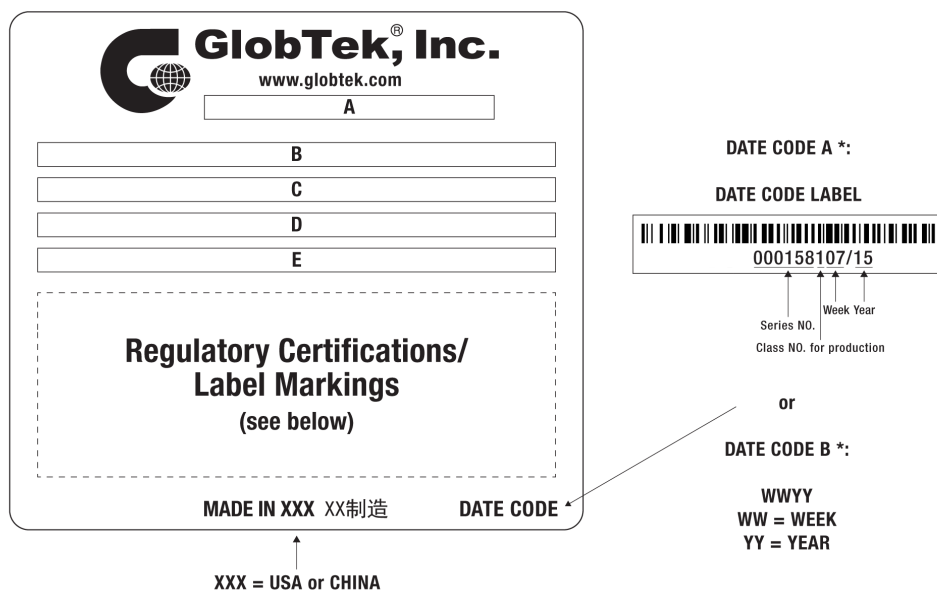 GlobTek,® Inc.
www.globtek.com
A
B
C
D
E
Regulatory Certifications/
Label Markings
(see below)
MADE IN XXX XX制造 DATE CODE
XXX = USA or CHINA
DATE CODE A *:
DATE CODE LABEL
000158107/15
Week Year
Series NO.
Class NO. for production
or
DATE CODE B *:
WWYY
WW = WEEK
YY = YEAR